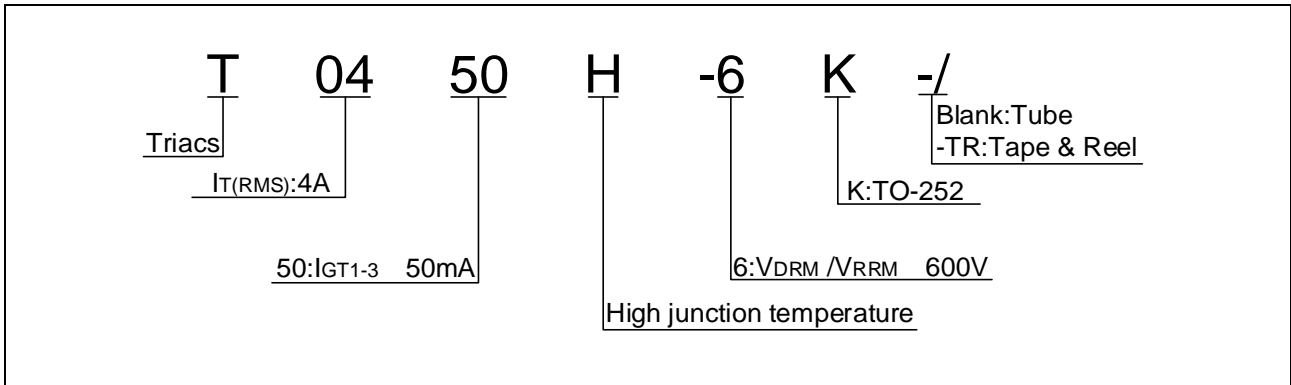 T 04 50 H -6 K -/
Blank:Tube
Triacs
-TR:Tape & Reel
IT(RMS):4A
K:TO-252
50:IGT1-3 50mA
6:VDRM /VRRM 600V
High junction temperature